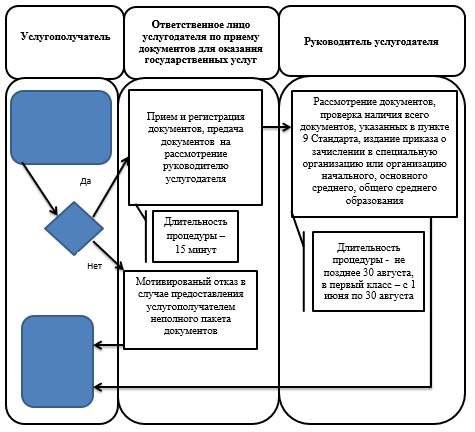 Услугополучатель
Ответственное лицо
услугодателя по приему
документов для оказания
государственных услуг
Руководитель услугодателя
Прием и регистрация
документов, предача
документов на
рассмотрение
руководителю
услугодателя
Рассмотрение документов,
проверка наличия всего
документов, указанных в пункте
9 Стандарта, издание приказа о
зачислении в специальную
организацию или организацию
начального, основного
среднего, общего среднего
образования
Да
Длительность
процедуры –
15 минут
Длительность
процедуры - не
позднее 30 августа,
в первый класс – с 1
июня по 30 августа
Нет
Мотивированый отказ в
случае предоставления
услугополучателем
неполного пакета
документов